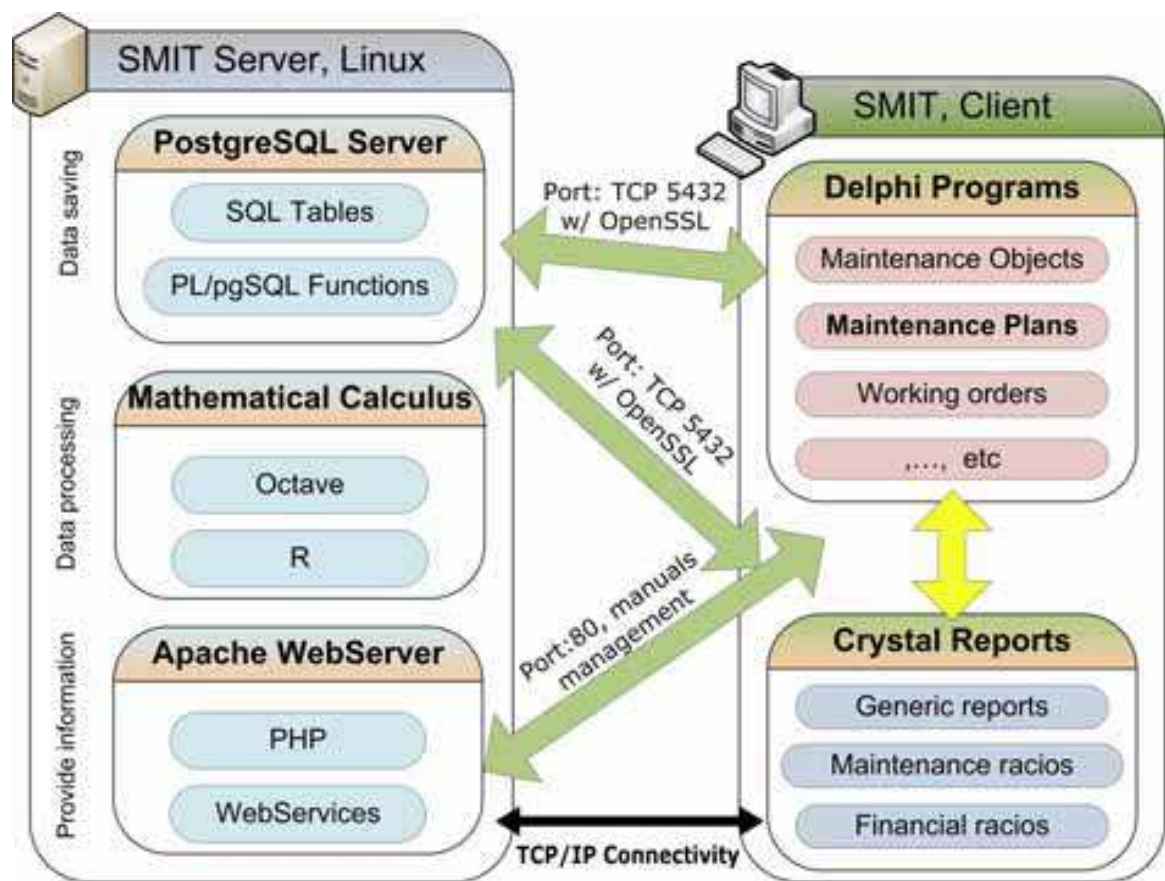 SMIT Server, Linux
Data saving
PostgreSQL Server
SQL Tables
PL/pgSQL Functions
Data processing
Mathematical Calculus
Octave
R
Provide information
Apache WebServer
PHP
WebServices
Port: TCP 5432
w/ OpenSSL
Port: TCP 5432
w/ OpenSSL
Port:80, manuals
management
TCP/IP Connectivity
SMIT, Client
Delphi Programs
Maintenance Objects
Maintenance Plans
Working orders
,..., etc
Crystal Reports
Generic reports
Maintenance racios
Financial racios